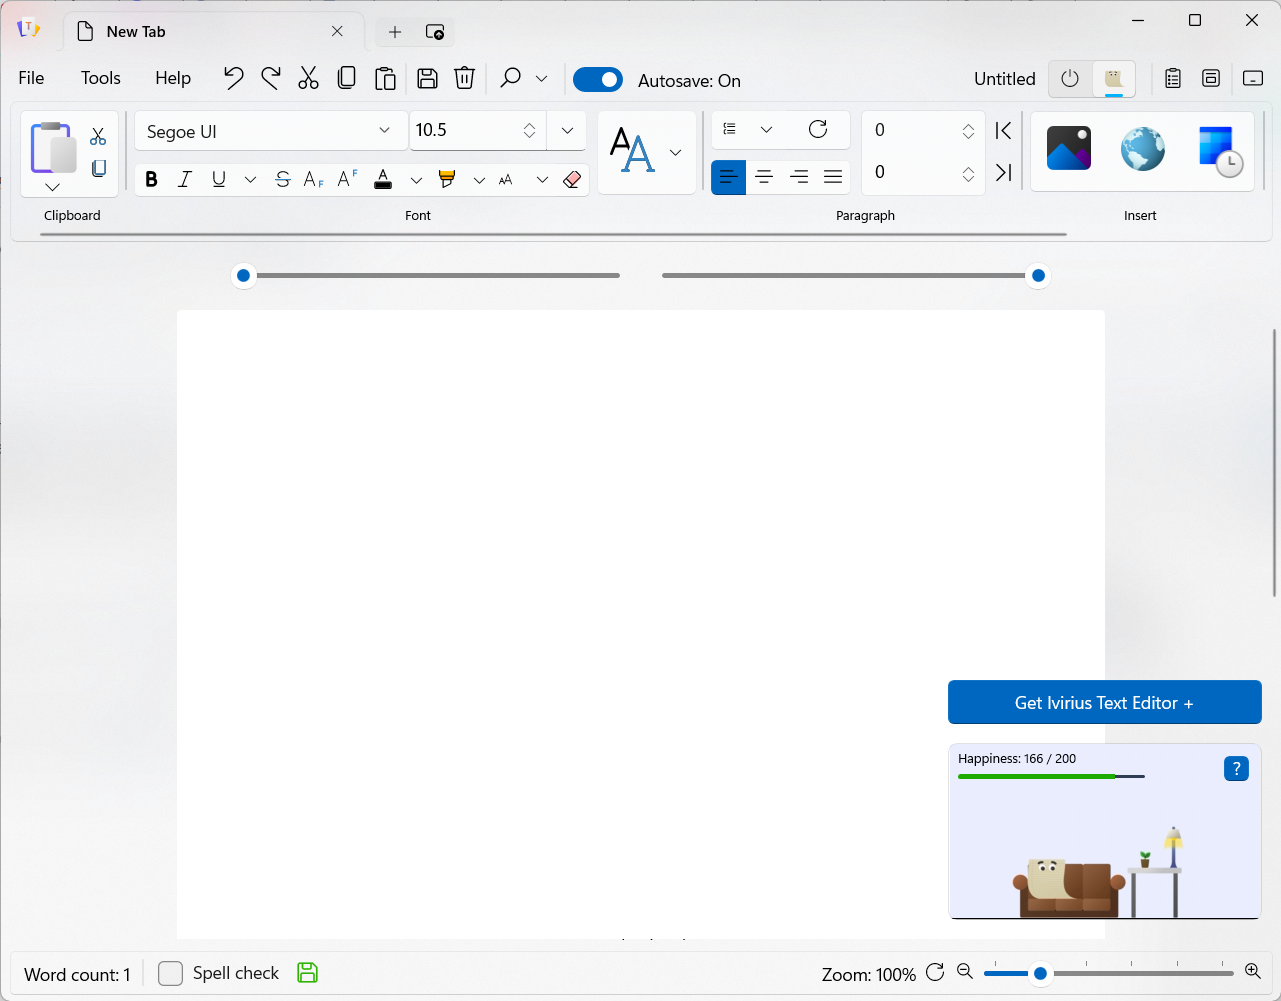 New Tab
File Tools Help Autosave: On Untitled
Segoe UI 10.5 0
0
Clipboard Font Paragraph Insert
Get Ivirius Text Editor +
Happiness: 166 / 200
?
Word count: 1 Spell check Zoom: 100%